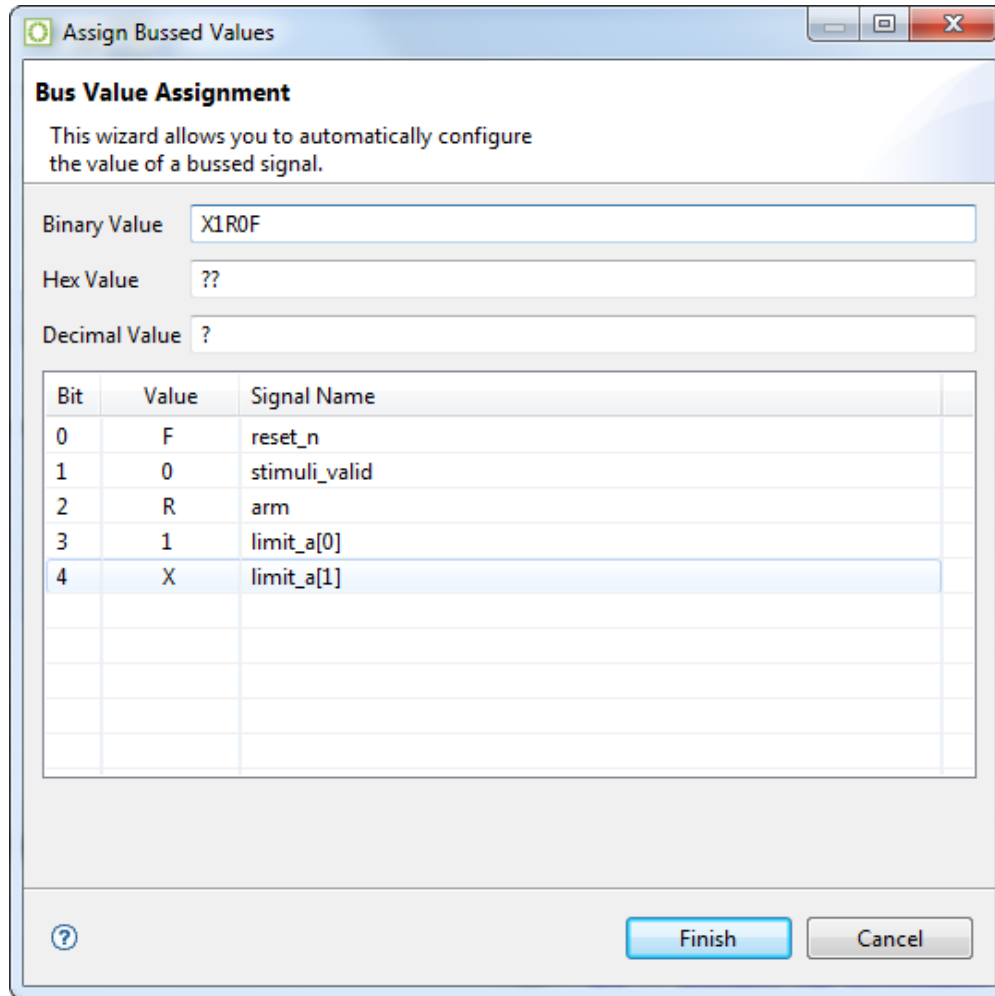 Assign Bussed Values
Bus Value Assignment
This wizard allows you to automatically configure
the value of a bussed signal.
Binary Value X1R0F
Hex Value ??
Decimal Value ?
Bit Value Signal Name
0 F reset_n
1 0 stimuli_valid
2 R arm
3 1 limit_a[0]
4 X limit_a[1]
Finish Cancel